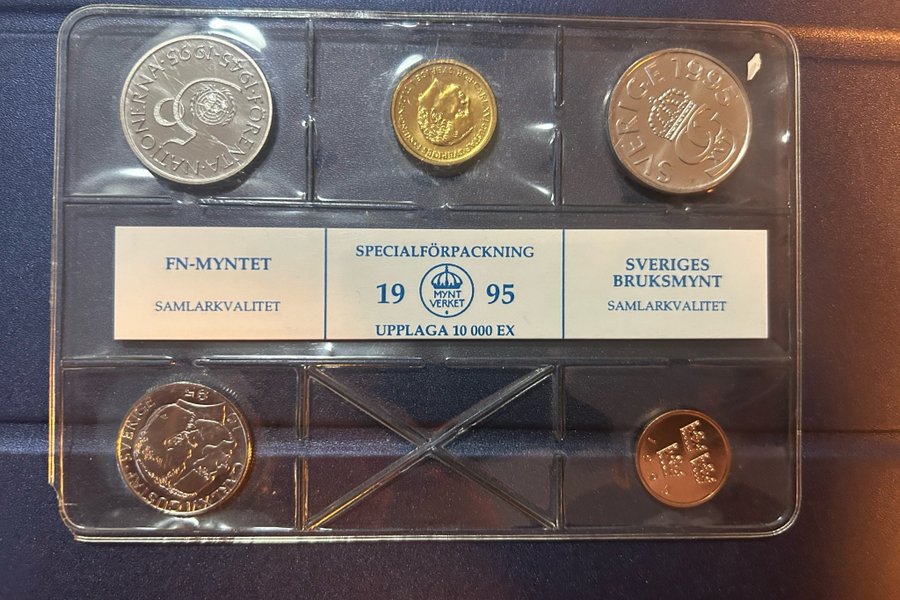 1945·1995·FÖRENTA·NATIONERNA·
SVERIGE 1995
FN-MYNTET
SAMLARKVALITET
SPECIALFÖRPACKNING
19 95
MYNT
VERKET
UPPLAGA 10 000 EX
SVERIGES
BRUKSMYNT
SAMLARKVALITET